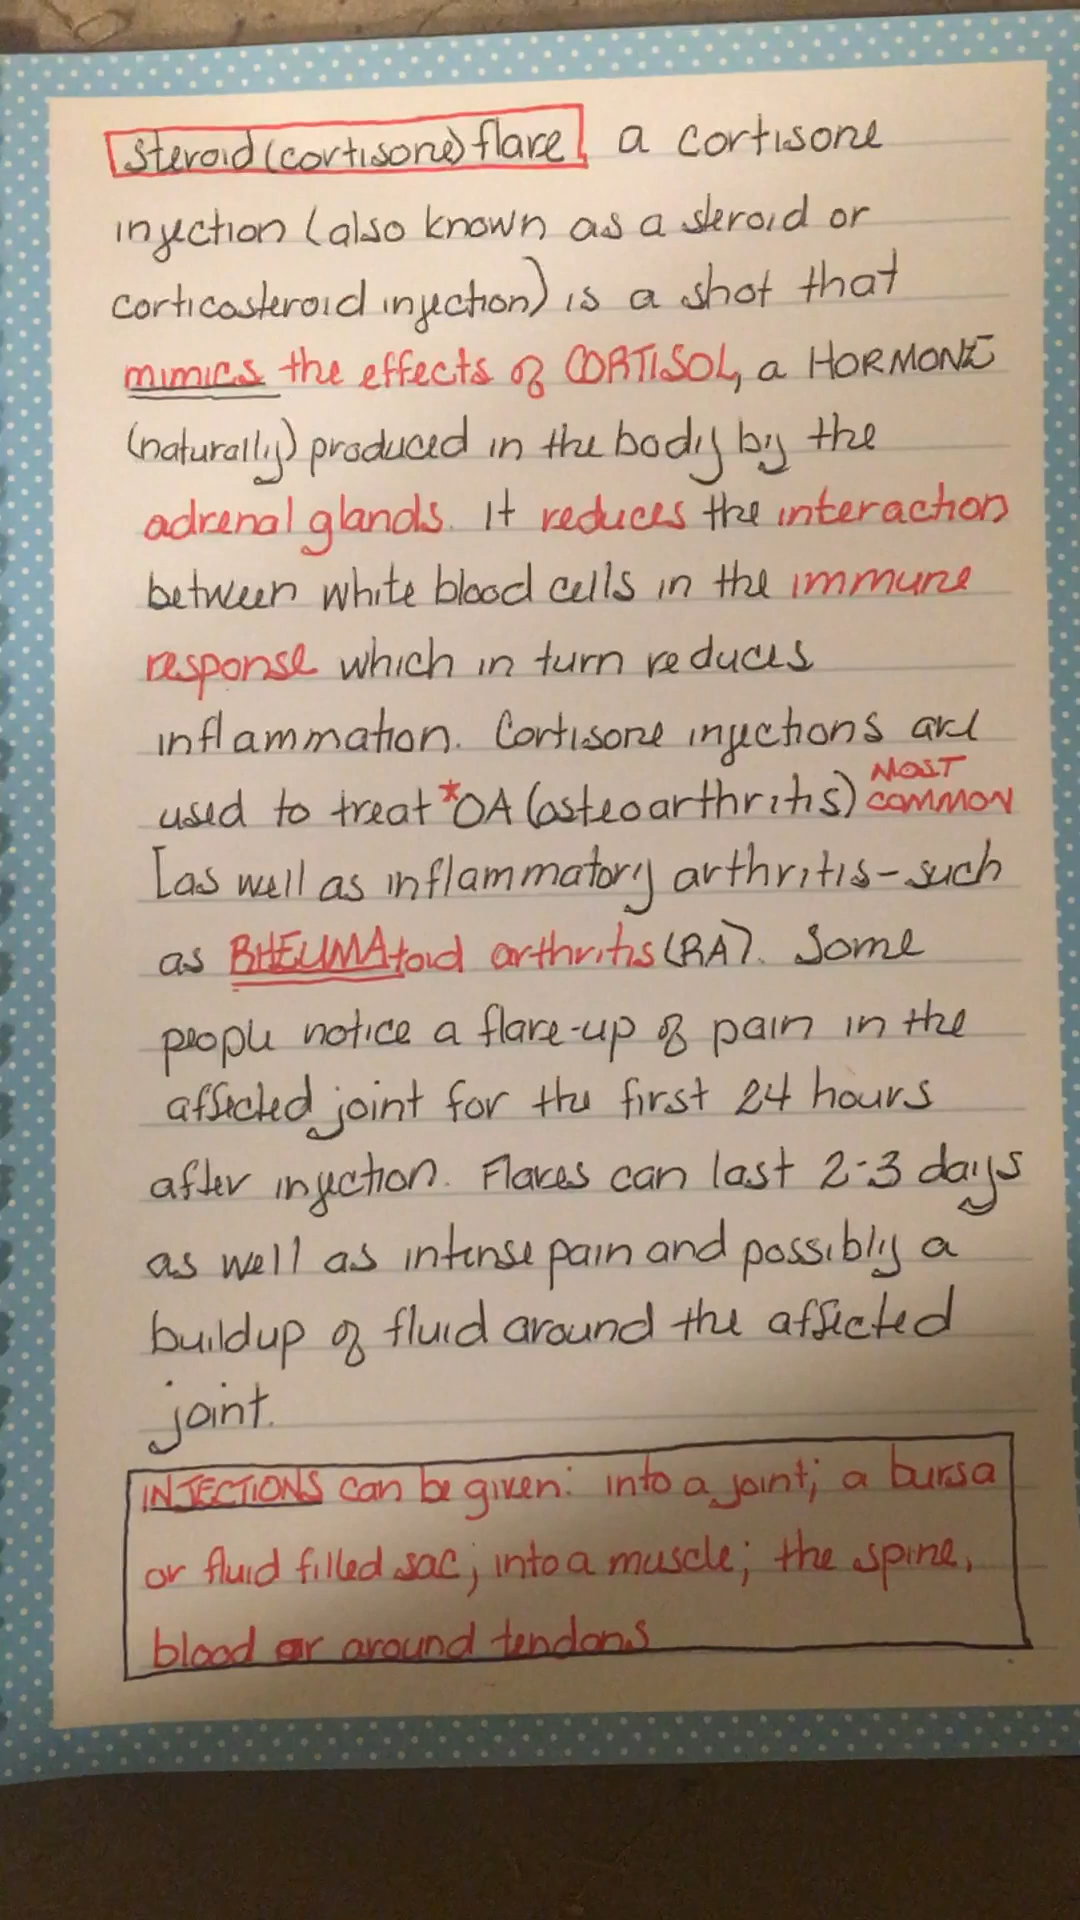 steroid (cortisone) flare a cortisone
injection (also known as a steroid or
corticosteroid injection) is a shot that
mimics the effects of CORTISOL, a HORMONE
(naturally) produced in the body by the
adrenal glands. It reduces the interaction
between white blood cells in the immune
response which in turn reduces
inflammation. Cortisone injections are
used to treat *OA (osteoarthritis) MOST COMMON
[as well as inflammatory arthritis-such
as RHEUMAtoid arthritis (RA)]. Some
people notice a flare-up of pain in the
affected joint for the first 24 hours
after injection. Flares can last 2-3 days
as well as intense pain and possibly a
buildup of fluid around the affected
joint.
INJECTIONS can be given: into a joint; a bursa
or fluid filled sac; into a muscle; the spine,
blood or around tendons